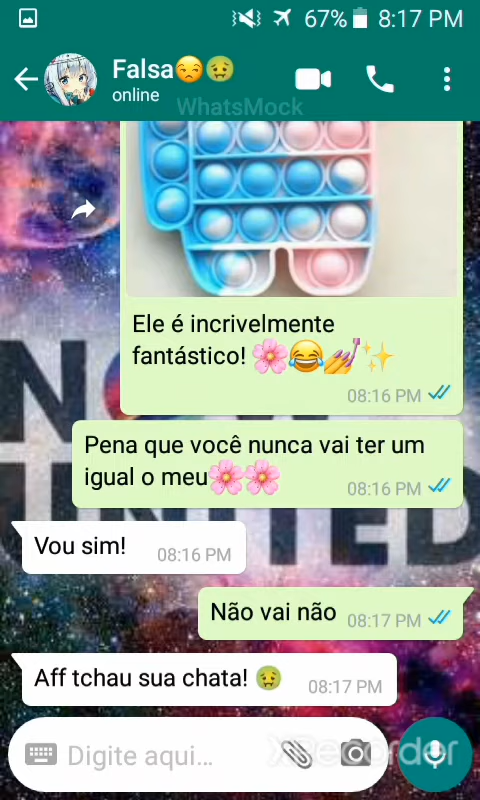 67% 8:17 PM
Falsa😒🤢
online
WhatsMock
Ele é incrivelmente
fantástico! 🌸😂💅✨
08:16 PM
Pena que você nunca vai ter um
igual o meu🌸🌸
08:16 PM
NOW
UNITED
Vou sim!
08:16 PM
Não vai não
08:17 PM
Aff tchau sua chata! 🤢
08:17 PM
Digite aqui...
XRecorder